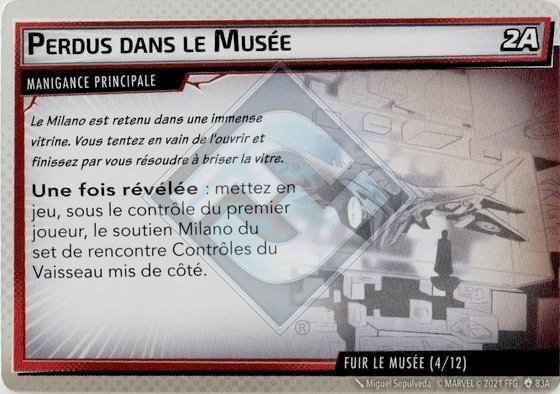 PERDUS DANS LE MUSÉE
2A
MANIGANCE PRINCIPALE
Le Milano est retenu dans une immense
vitrine. Vous tentez en vain de l'ouvrir et
finissez par vous résoudre à briser la vitre.
Une fois révélée : mettez en
jeu, sous le contrôle du premier
joueur, le soutien Milano du
set de rencontre Contrôles du
Vaisseau mis de côté.
®
FUIR LE MUSÉE (4/12)
Miguel Sepulveda. © MARVEL © 2021 FFG 83A